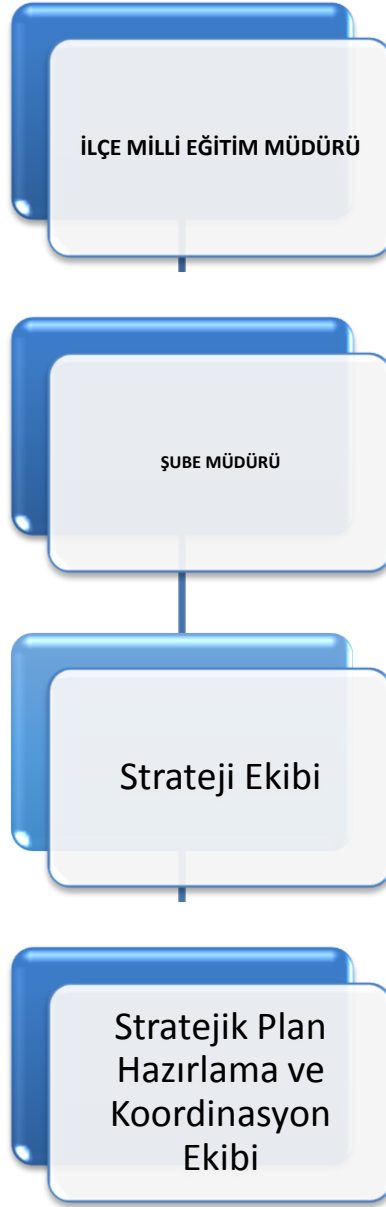 İLÇE MİLLİ EĞİTİM MÜDÜRÜ
ŞUBE MÜDÜRÜ
Strateji Ekibi
Stratejik Plan
Hazırlama ve
Koordinasyon
Ekibi